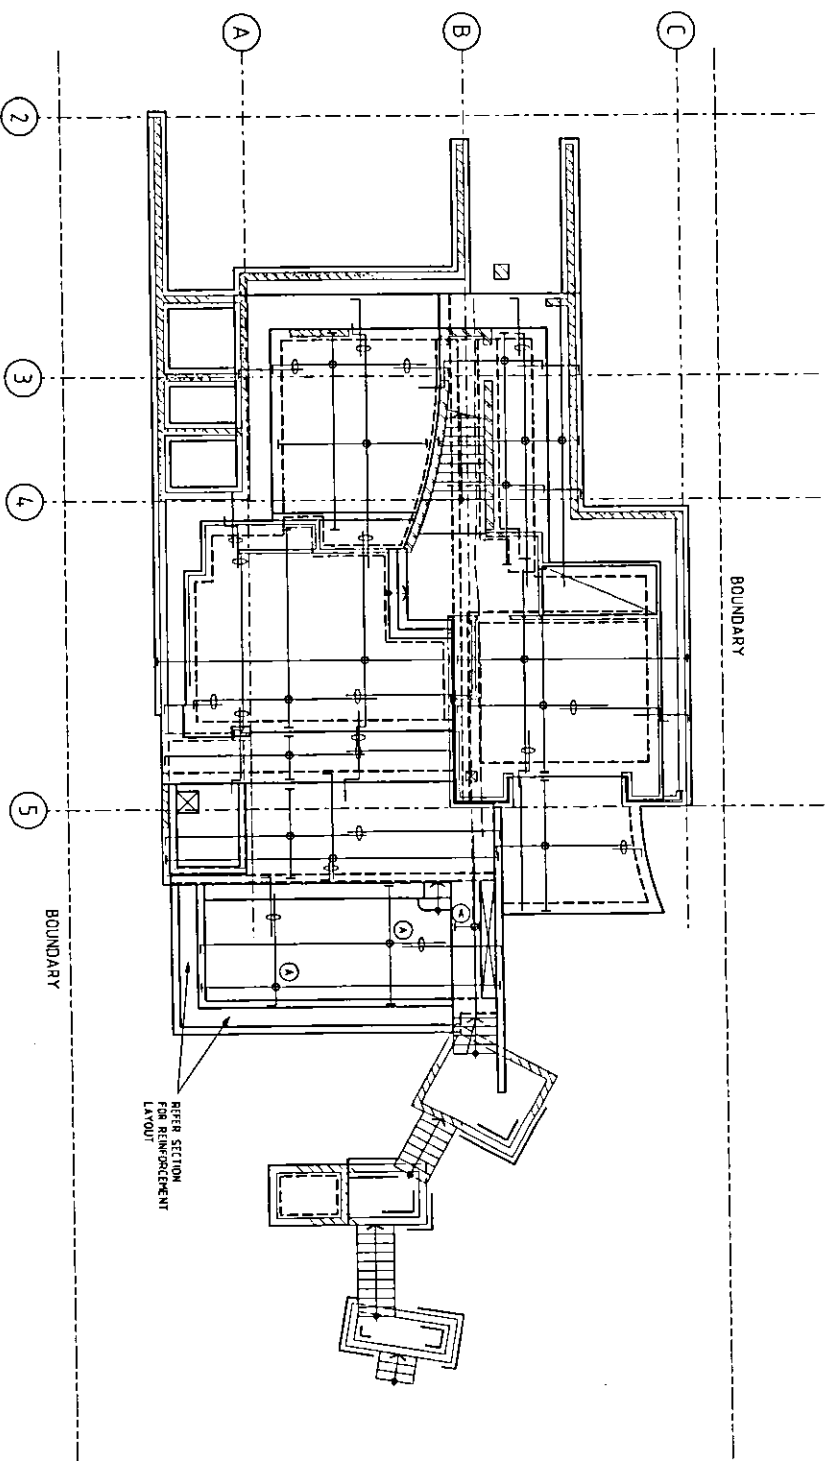 A
B
C
2
3
4
5
BOUNDARY
BOUNDARY
A
A
A
REFER SECTION
FOR REINFORCEMENT
LAYOUT